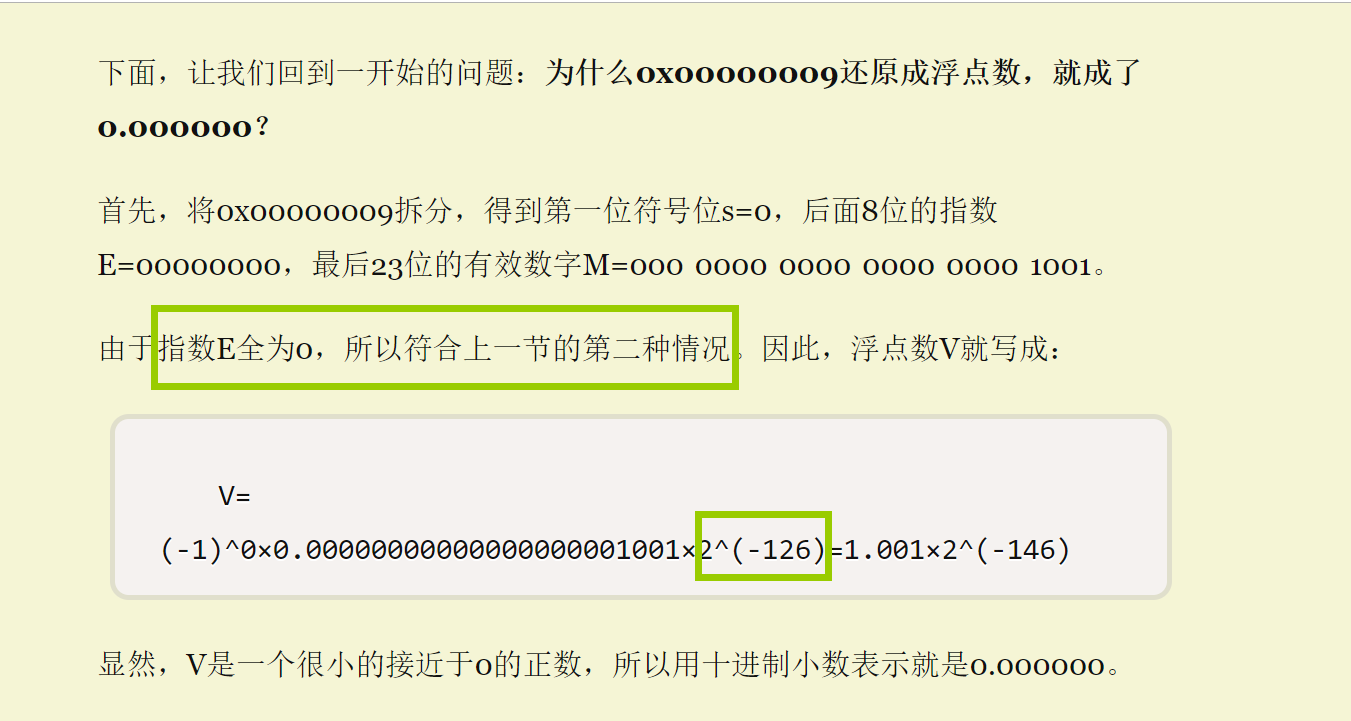 下面，让我们回到一开始的问题：为什么0x00000009还原成浮点数，就成了
0.000000？
首先，将0x00000009拆分，得到第一位符号位s=0，后面8位的指数
E=00000000，最后23位的有效数字M=000 0000 0000 0000 0000 1001。
由于指数E全为0，所以符合上一节的第二种情况。因此，浮点数V就写成：
V=
(-1)^0×0.00000000000000000001001×2^(-126)=1.001×2^(-146)
显然，V是一个很小的接近于0的正数，所以用十进制小数表示就是0.000000。